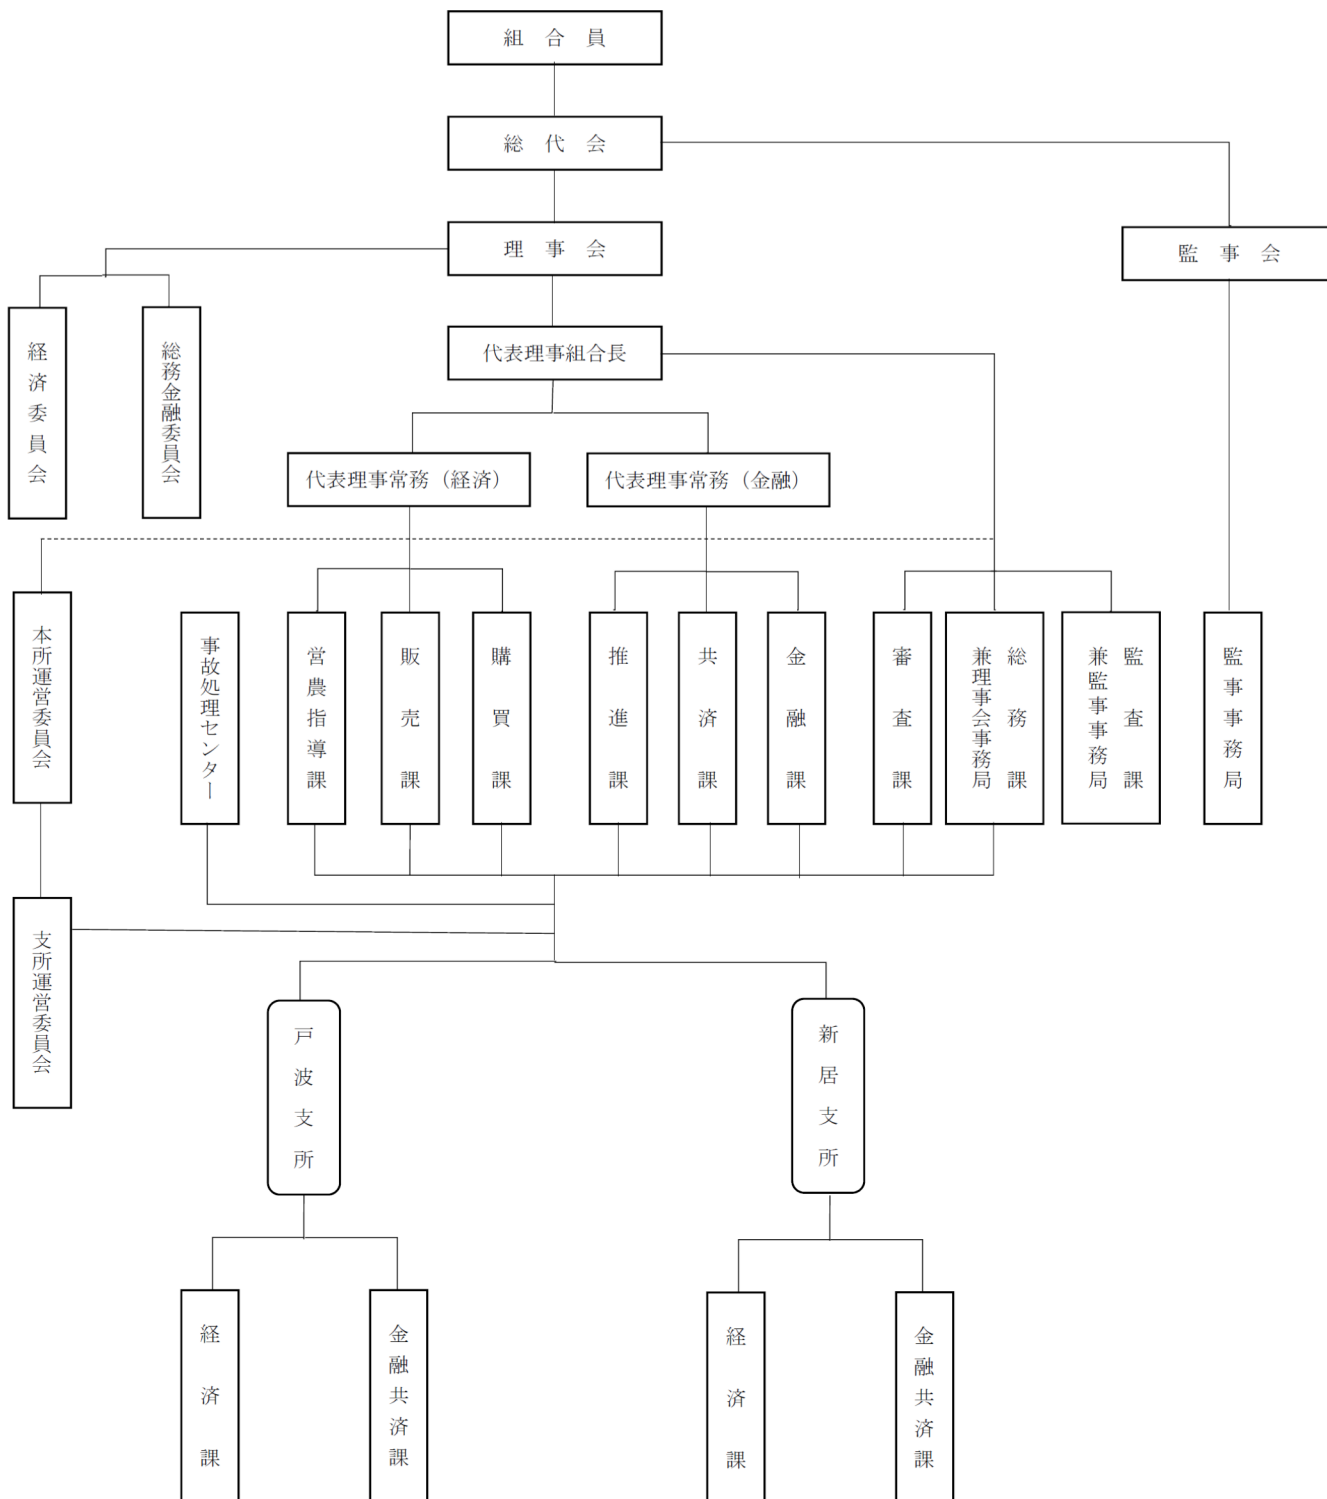 組合員
総代会
理事会
監事会
代表理事組合長
経済委員会
総務金融委員会
代表理事常務（経済）
代表理事常務（金融）
本所運営委員会
事故処理センター
営農指導課
販売課
購買課
推進課
共済課
金融課
審査課
総務課
兼理事会事務局
監査課
兼監事事務局
監事事務局
支所運営委員会
戸波支所
新居支所
経済課
金融共済課
経済課
金融共済課